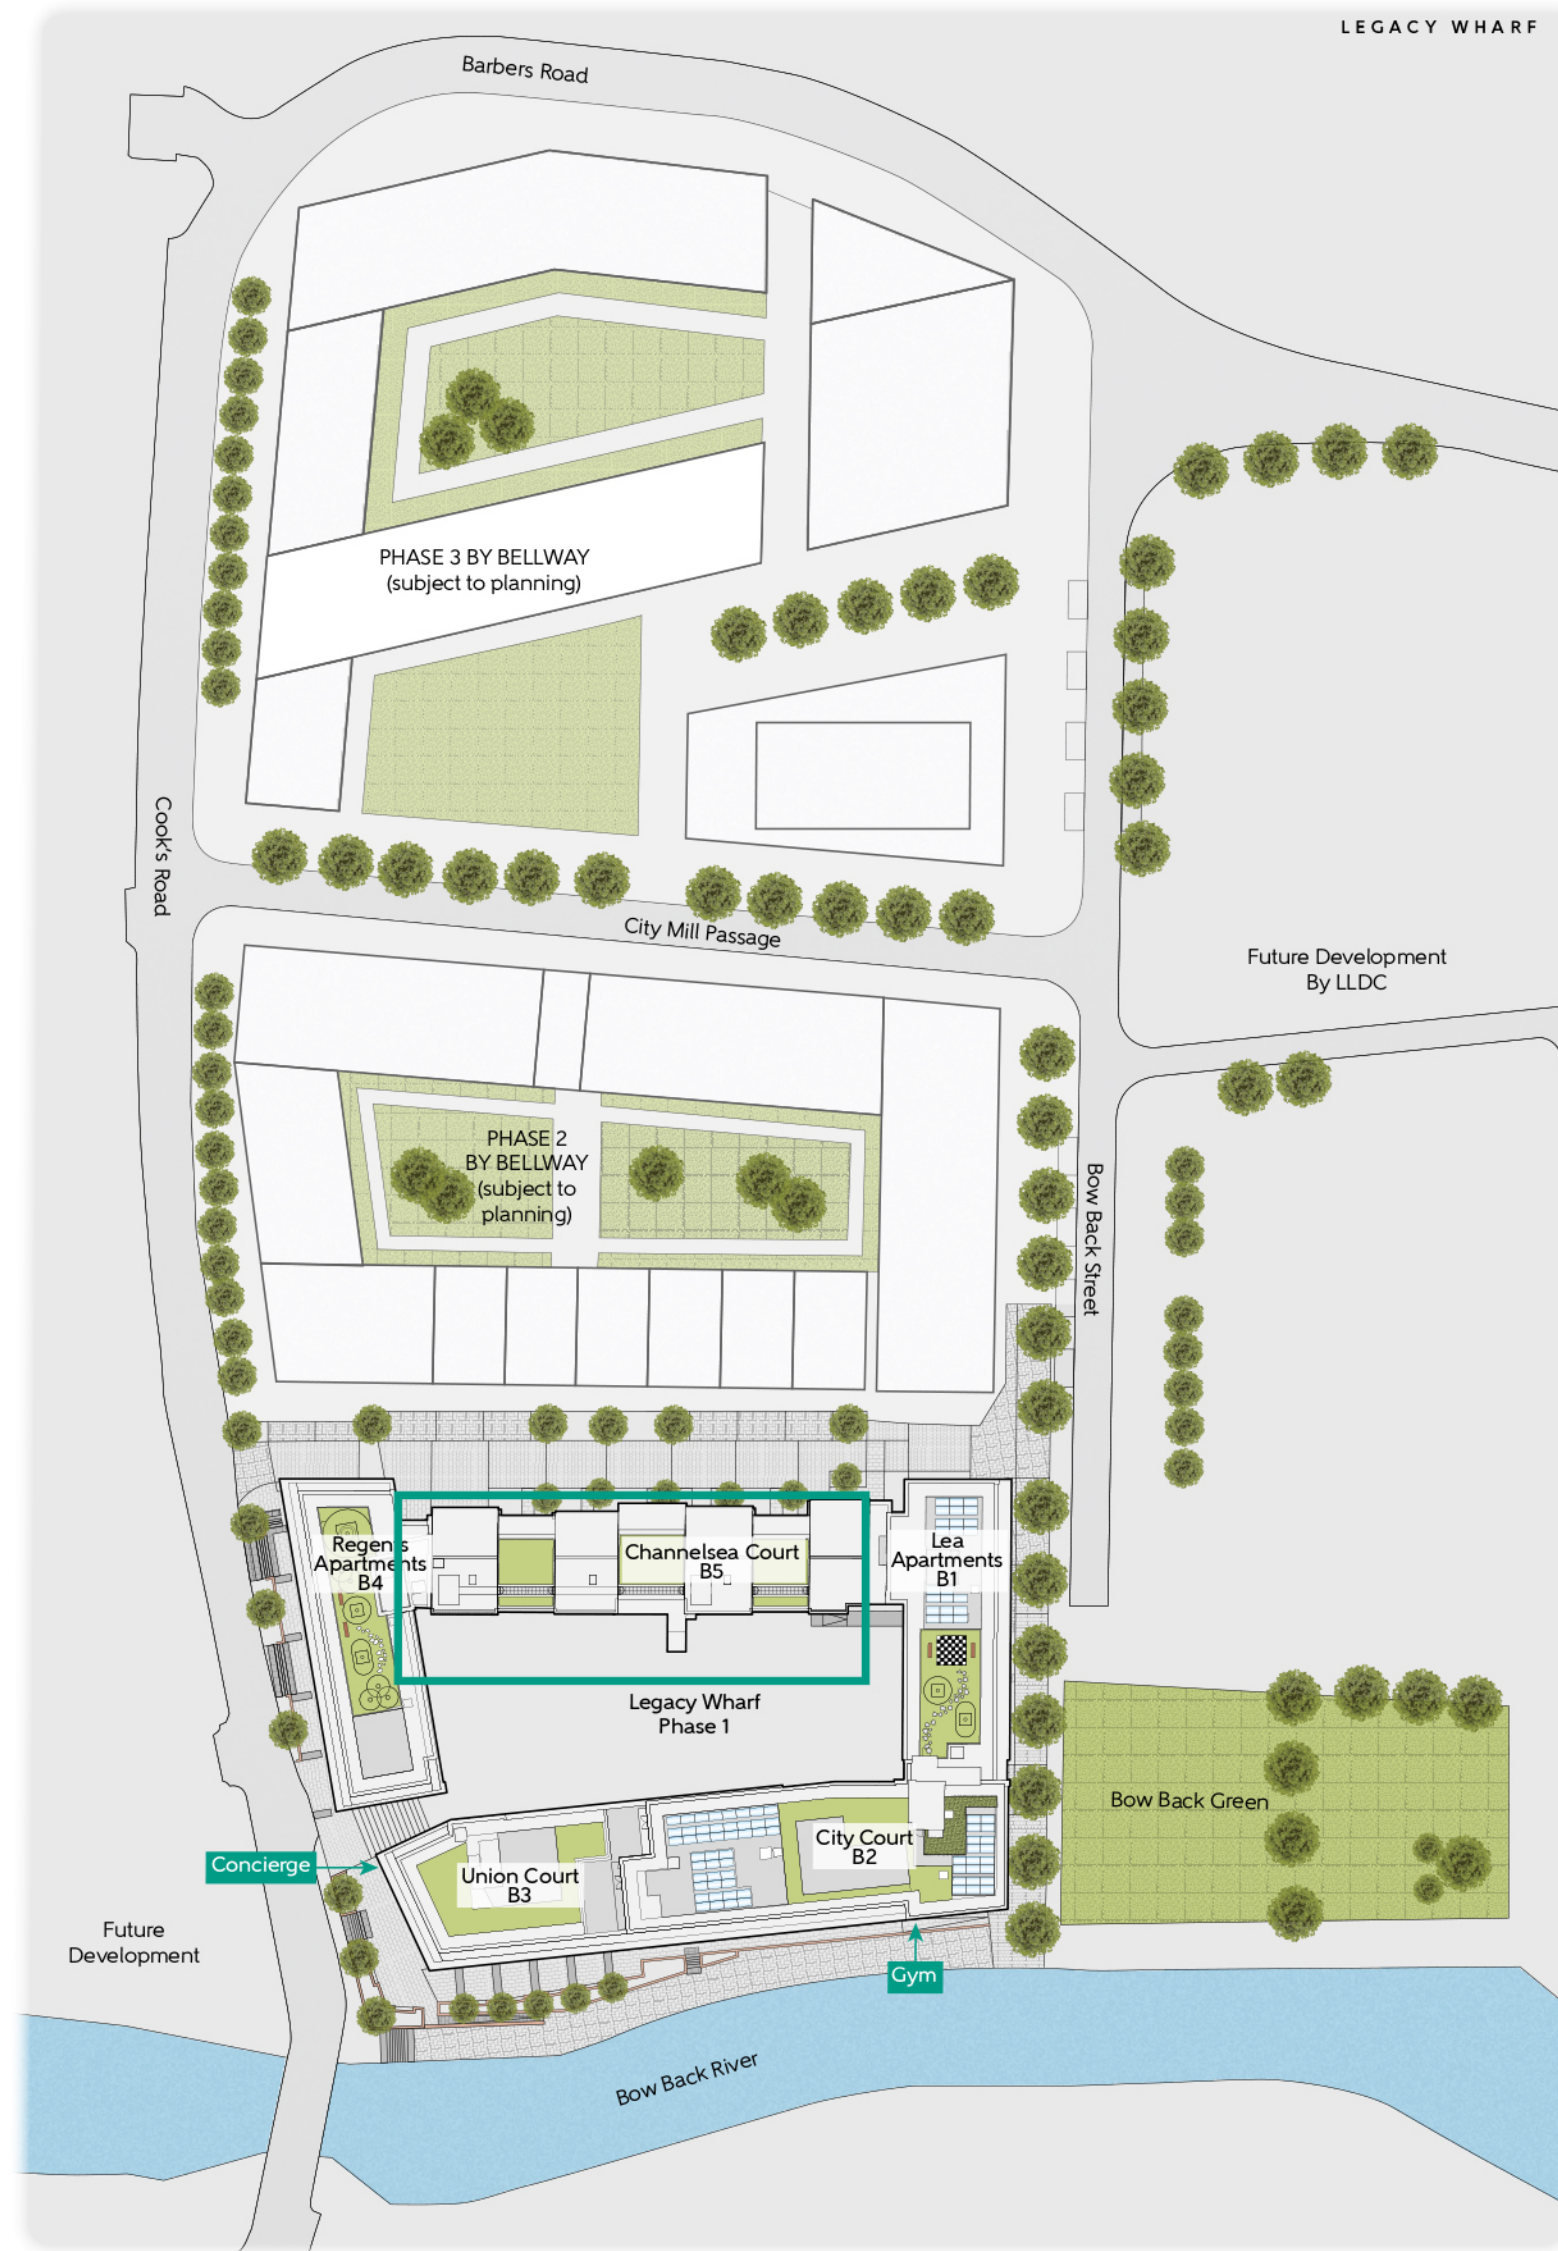 LEGACY WHARF
Barbers Road
PHASE 3 BY BELLWAY
(subject to planning)
Cook's Road
City Mill Passage
Future Development
By LLDC
PHASE 2
BY BELLWAY
(subject to
planning)
Bow Back Street
Regents
Apartments
B4
Channelsea Court
B5
Lea
Apartments
B1
Legacy Wharf
Phase 1
Bow Back Green
City Court
B2
Concierge
Union Court
B3
Future
Development
Gym
Bow Back River